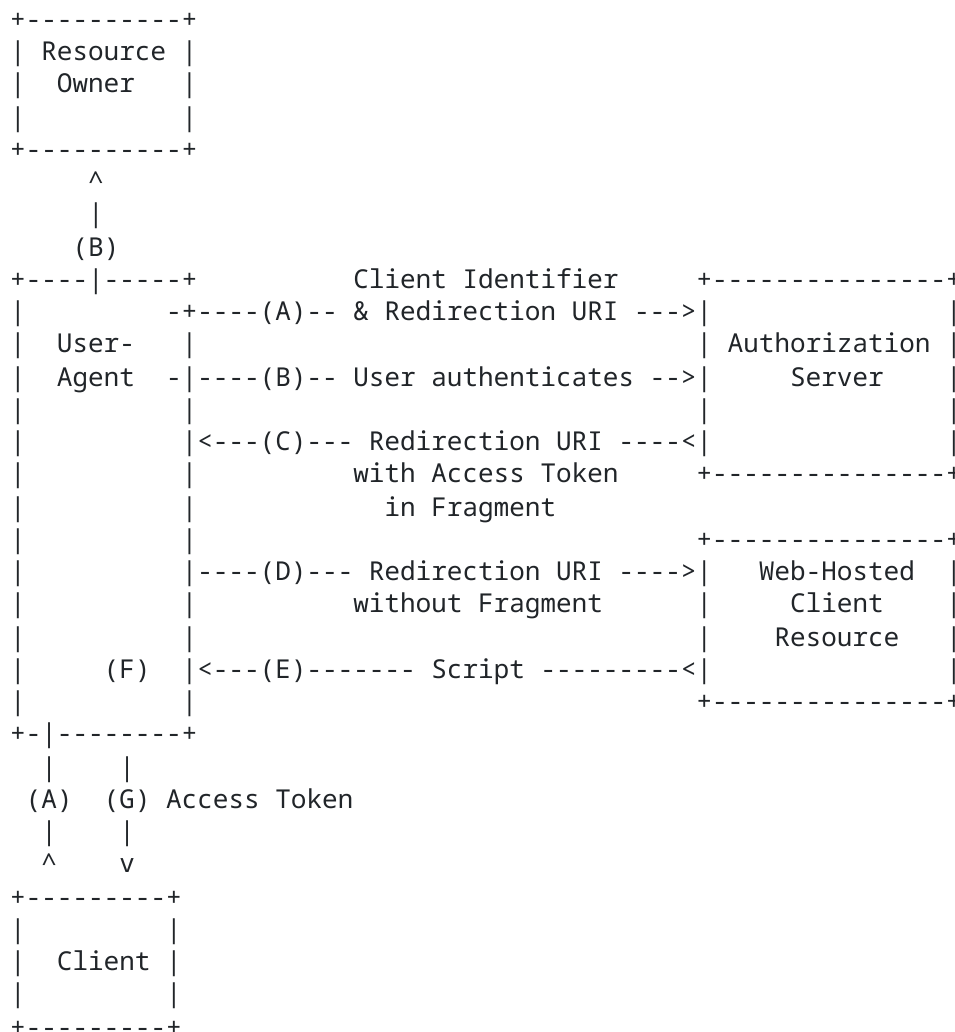 +----------+
| Resource |
|  Owner   |
|          |
+----------+
     ^
     |
    (B)
+----|-----+          Client Identifier     +---------------+
|         -+----(A)-- & Redirection URI --->|               |
|  User-   |                                | Authorization |
|  Agent  -|----(B)-- User authenticates -->|     Server    |
|          |                                |               |
|          |<---(C)--- Redirection URI ----<|               |
|          |          with Access Token     +---------------+
|          |            in Fragment
|          |                                +---------------+
|          |----(D)--- Redirection URI ---->|   Web-Hosted  |
|          |          without Fragment      |     Client    |
|          |                                |    Resource   |
|     (F)  |<---(E)------- Script ---------<|               |
|          |                                +---------------+
+-|--------+
  |    |
 (A)  (G) Access Token
  |    |
  ^    v
+---------+
|         |
|  Client |
|         |
+---------+